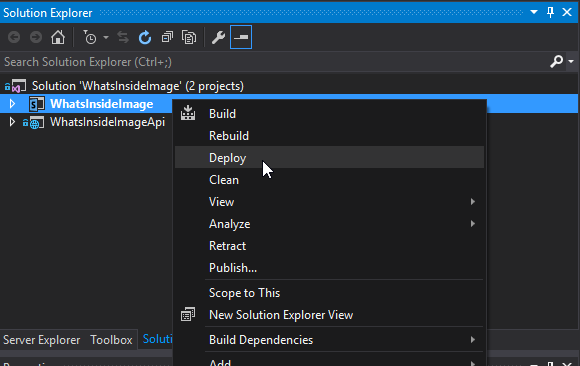 Solution Explorer
Search Solution Explorer (Ctrl+;)
Solution 'WhatsInsideImage' (2 projects)
WhatsInsideImage
WhatsInsideImageApi
Build
Rebuild
Deploy
Clean
View
Analyze
Retract
Publish...
Scope to This
New Solution Explorer View
Build Dependencies
Add
Server Explorer Toolbox Soluti